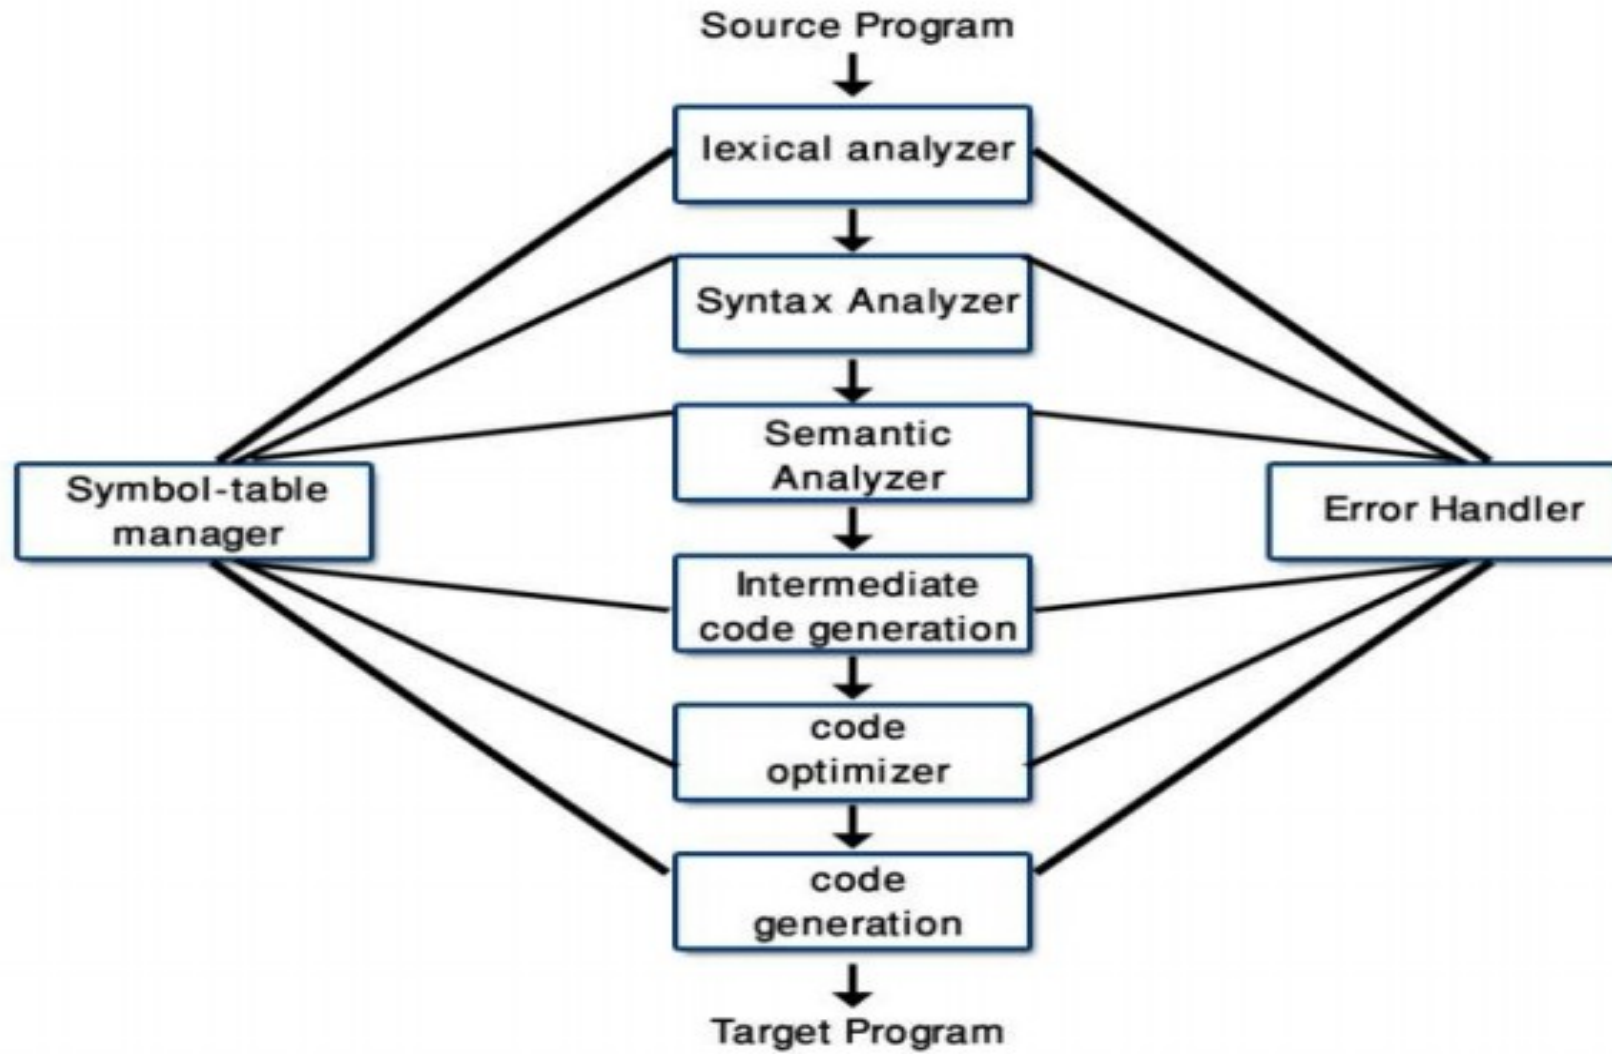 Source Program
lexical analyzer
Syntax Analyzer
Semantic
Analyzer
Symbol-table
manager
Error Handler
Intermediate
code generation
code
optimizer
code
generation
Target Program